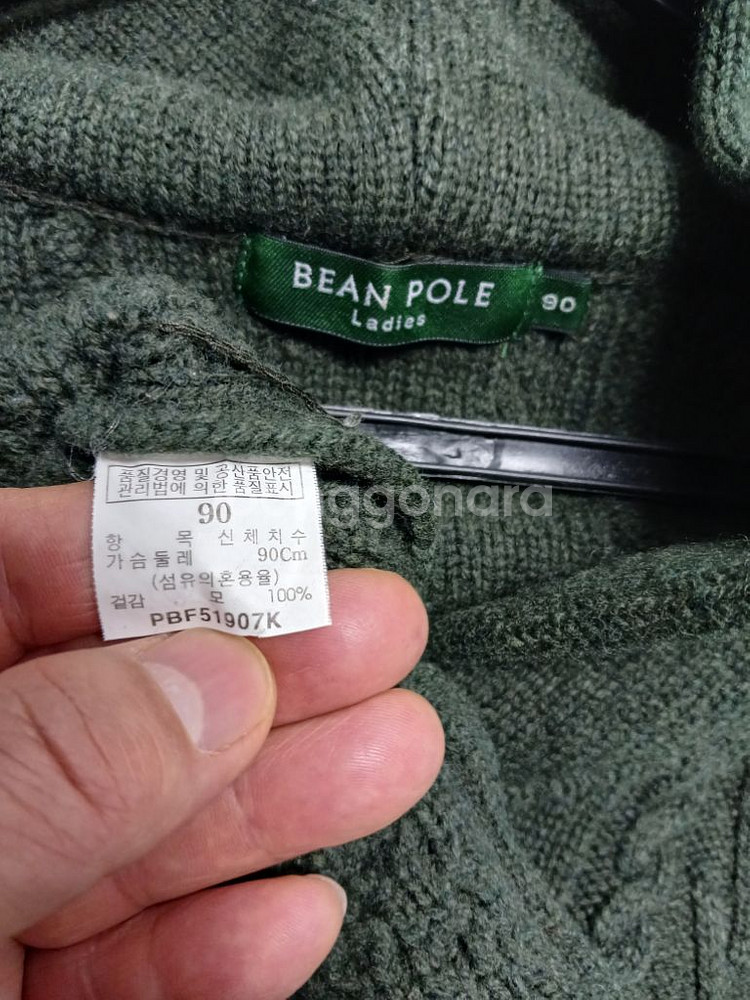 BEAN POLE
Ladies
90
품질경영 및 공산품안전
관리법에 의한 품질표시
90
항 목 신 체 치 수
가 슴 둘 레 90Cm
(섬유의혼용율)
겉감 모 100%
PBF51907K
ggonara